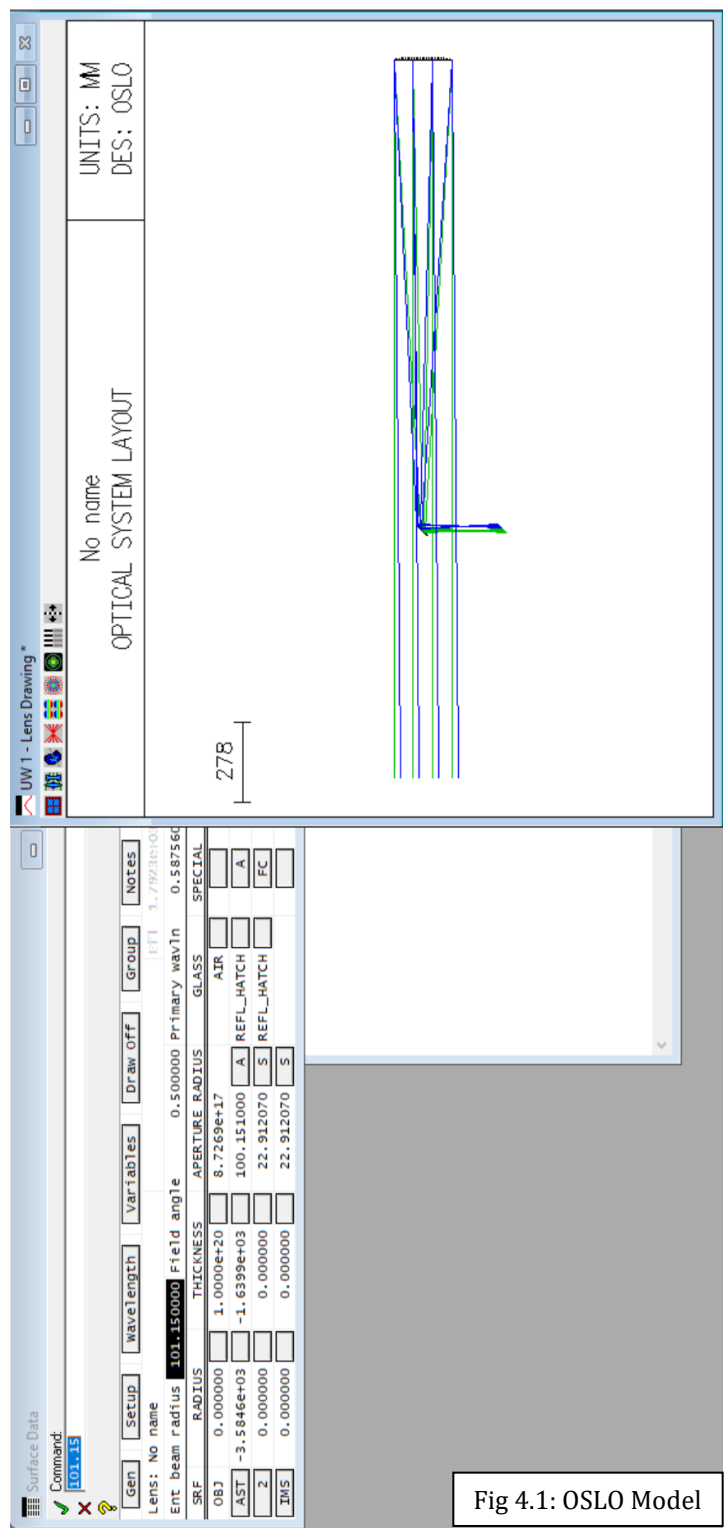 Surface Data
Command:
101.15
Gen Setup Wavelength Variables Draw Off Group Notes
Lens: No name EFL 1.7923e+03
Ent beam radius 101.150000 Field angle 0.500000 Primary wavln 0.587560
SRF RADIUS THICKNESS APERTURE RADIUS GLASS SPECIAL
OBJ 0.000000 1.0000e+20 8.7269e+17 AIR
AST -3.5846e+03 -1.6399e+03 100.151000 A REFL_HATCH A
2 0.000000 0.000000 22.912070 S REFL_HATCH FC
IMS 0.000000 0.000000 22.912070 S
UW 1 - Lens Drawing *
No name
OPTICAL SYSTEM LAYOUT
UNITS: MM
DES: OSLO
278
Fig 4.1: OSLO Model